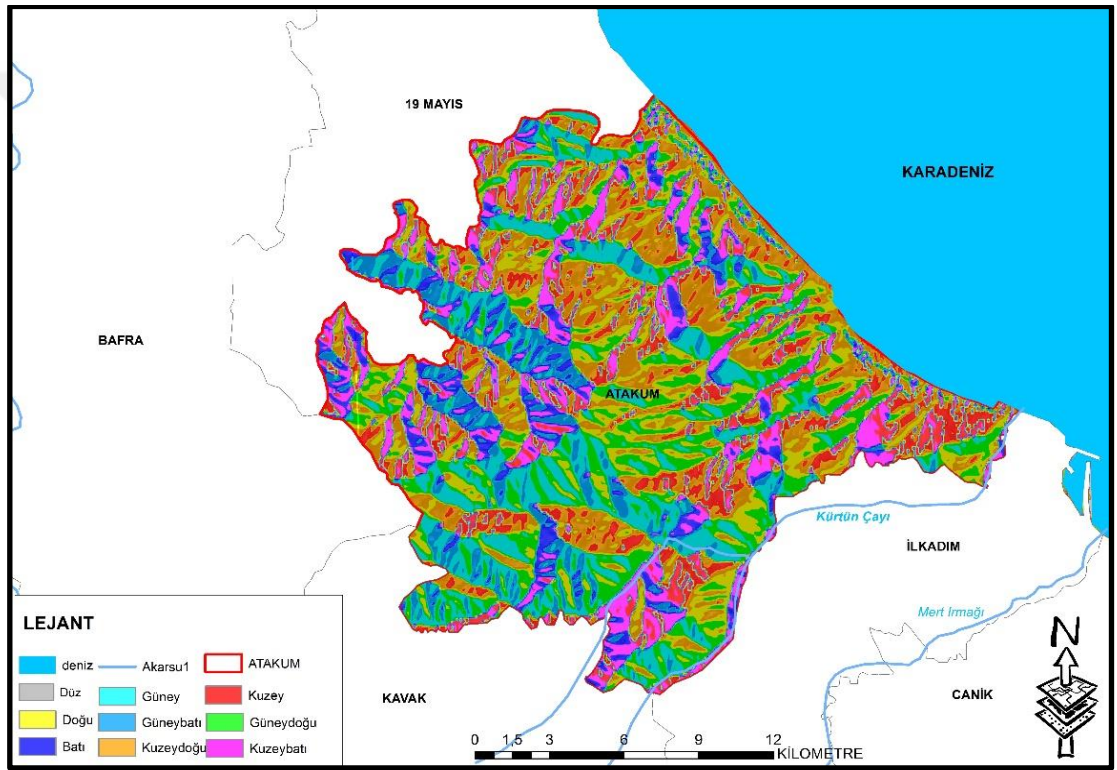 19 MAYIS
KARADENİZ
BAFRA
ATAKUM
Kürtün Çayı
İLKADIM
Mert Irmağı
KAVAK
CANİK
N
LEJANT
deniz
Akarsu1
ATAKUM
Düz
Güney
Kuzey
Doğu
Güneybatı
Güneydoğu
Batı
Kuzeydoğu
Kuzeybatı
0 1,5 3 6 9 12
KİLOMETRE